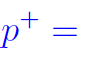 p⁺ =